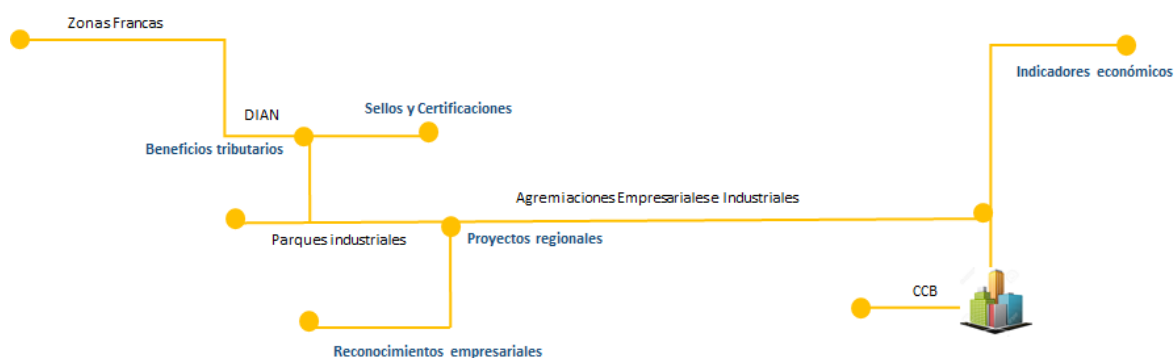 Zonas Francas
Indicadores económicos
DIAN
Sellos y Certificaciones
Beneficios tributarios
Agremiaciones Empresariales e Industriales
Parques industriales
Proyectos regionales
CCB
Reconocimientos empresariales